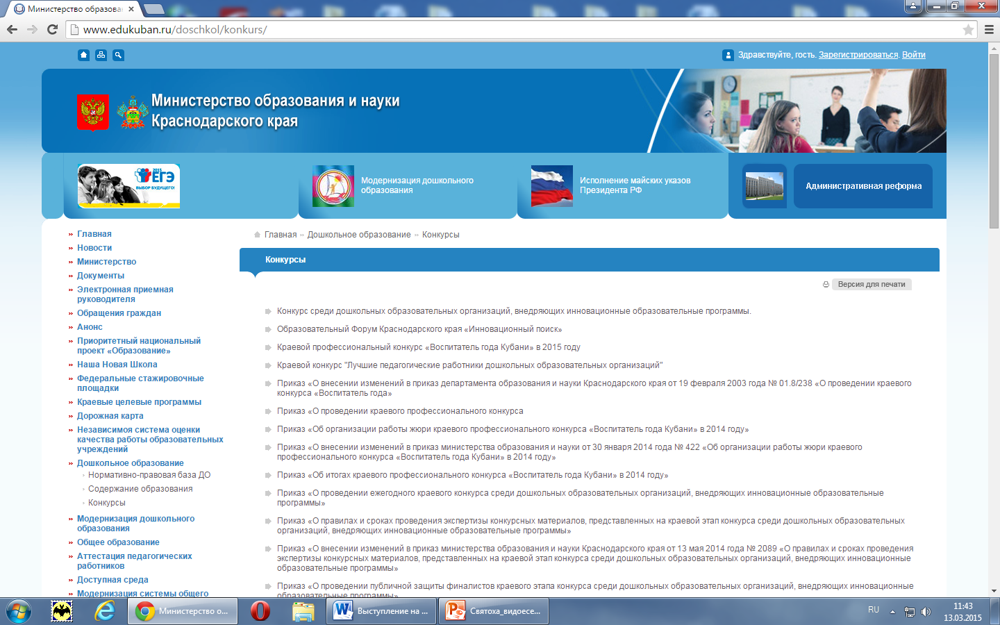 Министерство образова
www.edukuban.ru/doschkol/konkurs/
Здравствуйте, гость. Зарегистрироваться. Войти
Министерство образования и науки
Краснодарского края
2015
ЕГЭ
ВЫБОР БУДУЩЕГО!
Модернизация дошкольного
образования
Исполнение майских указов
Президента РФ
Административная реформа
Главная
Новости
Министерство
Документы
Электронная приемная
руководителя
Обращения граждан
Анонс
Приоритетный национальный
проект «Образование»
Наша Новая Школа
Федеральные стажировочные
площадки
Краевые целевые программы
Дорожная карта
Независимоя система оценки
качества работы образовательных
учреждений
Дошкольное образование
Нормативно-правовая база ДО
Содержание образования
Конкурсы
Модернизация дошкольного
образования
Общее образование
Аттестация педагогических
работников
Доступная среда
Модернизация системы общего
Главная » Дошкольное образование » Конкурсы
Конкурсы
Версия для печати
Конкурс среди дошкольных образовательных организаций, внедряющих инновационные образовательные программы.
Образовательный Форум Краснодарского края «Инновационный поиск»
Краевой профессиональный конкурс «Воспитатель года Кубани» в 2015 году
Краевой конкурс "Лучшие педагогические работники дошкольных образовательных организаций"
Приказ «О внесении изменений в приказ департамента образования и науки Краснодарского края от 19 февраля 2003 года № 01.8/238 «О проведении краевого
конкурса «Воспитатель года»
Приказ «О проведении краевого профессионального конкурса
Приказ «Об организации работы жюри краевого профессионального конкурса «Воспитатель года Кубани» в 2014 году»
Приказ «О внесении изменений в приказ министерства образования и науки от 30 января 2014 года № 422 «Об организации работы жюри краевого
профессионального конкурса «Воспитатель года Кубани» в 2014 году»
Приказ «Об итогах краевого профессионального конкурса «Воспитатель года Кубани» в 2014 году»
Приказ «О проведении ежегодного краевого конкурса среди дошкольных образовательных организаций, внедряющих инновационные образовательные
программы»
Приказ «О правилах и сроках проведения экспертизы конкурсных материалов, представленных на краевой этап конкурса среди дошкольных образовательных
организаций, внедряющих инновационные образовательные программы»
Приказ «О внесении изменений в приказ министерства образования и науки Краснодарского края от 13 мая 2014 года № 2089 «О правилах и сроках проведения
экспертизы конкурсных материалов, представленных на краевой этап конкурса среди дошкольных образовательных организаций, внедряющих инновационные
образовательные программы»
Приказ «О проведении публичной защиты финалистов краевого этапа конкурса среди дошкольных образовательных организаций, внедряющих инновационные
образовательные программы»
Министерство о...
Выступление на ...
Святоха_видоесе...
RU
11:43
13.03.2015